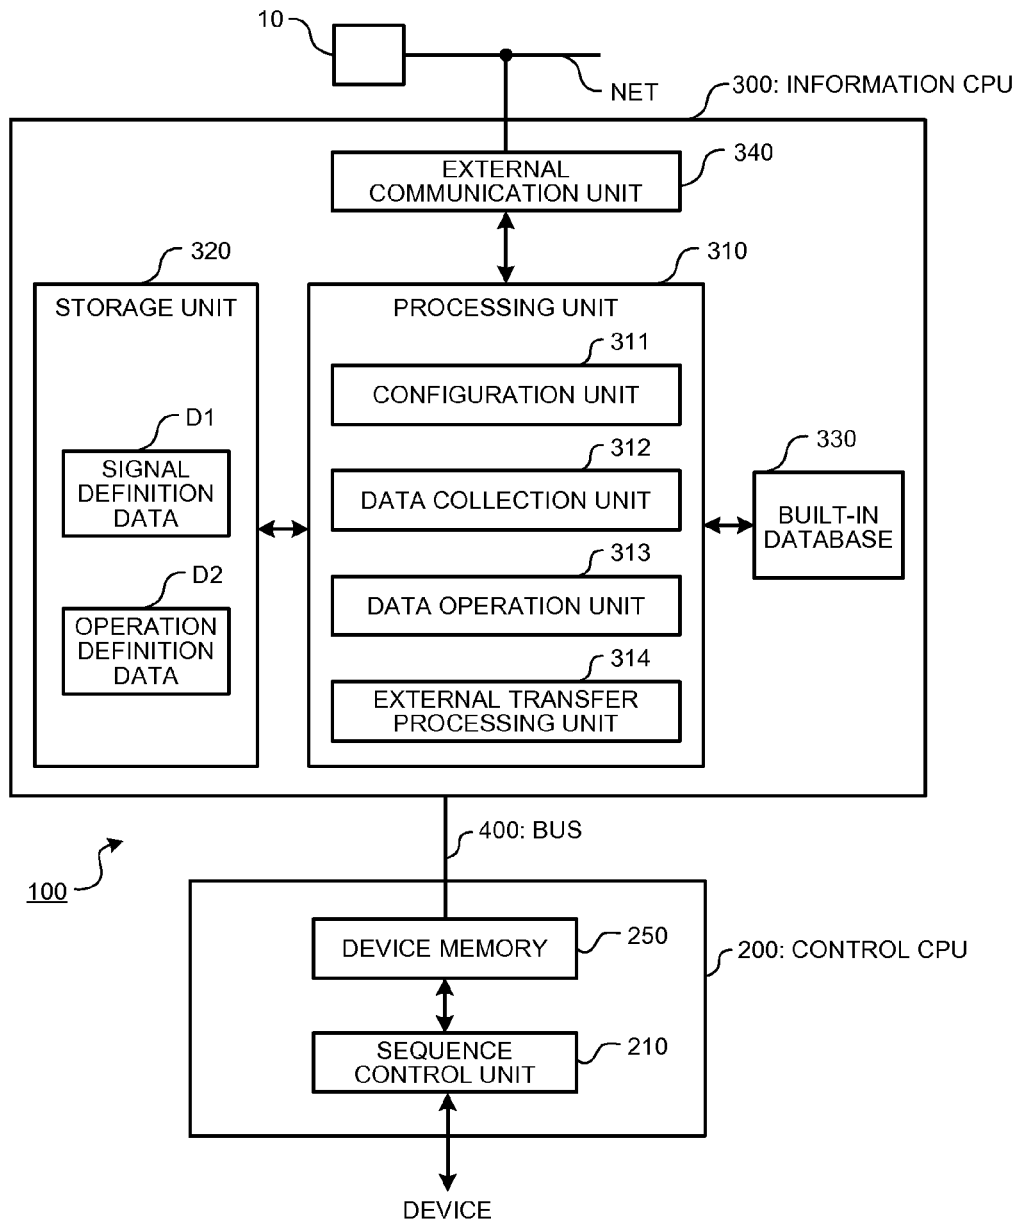 10
NET
300: INFORMATION CPU
EXTERNAL
COMMUNICATION UNIT
340
320
310
STORAGE UNIT
PROCESSING UNIT
311
CONFIGURATION UNIT
D1
SIGNAL
DEFINITION
DATA
312
DATA COLLECTION UNIT
330
BUILT-IN
DATABASE
313
DATA OPERATION UNIT
D2
OPERATION
DEFINITION
DATA
314
EXTERNAL TRANSFER
PROCESSING UNIT
400: BUS
100
DEVICE MEMORY
250
200: CONTROL CPU
SEQUENCE
CONTROL UNIT
210
DEVICE